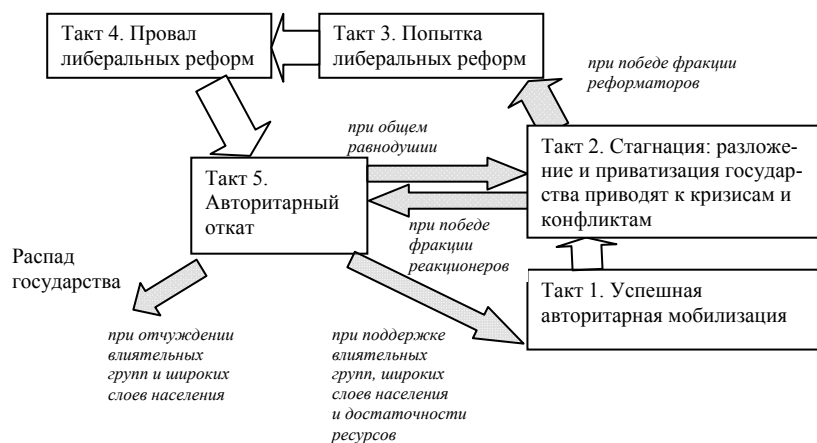 Такт 4. Провал
либеральных реформ
Такт 3. Попытка
либеральных реформ
при победе фракции
реформаторов
при общем
равнодушии
Такт 2. Стагнация: разложе-
ние и приватизация государ-
ства приводят к кризисам и
конфликтам
Такт 5.
Авторитарный
откат
при победе
фракции
реакционеров
Распад
государства
Такт 1. Успешная
авторитарная мобилизация
при отчуждении
влиятельных
групп и широких
слоев населения
при поддержке
влиятельных
групп, широких
слоев населения
и достаточности
ресурсов